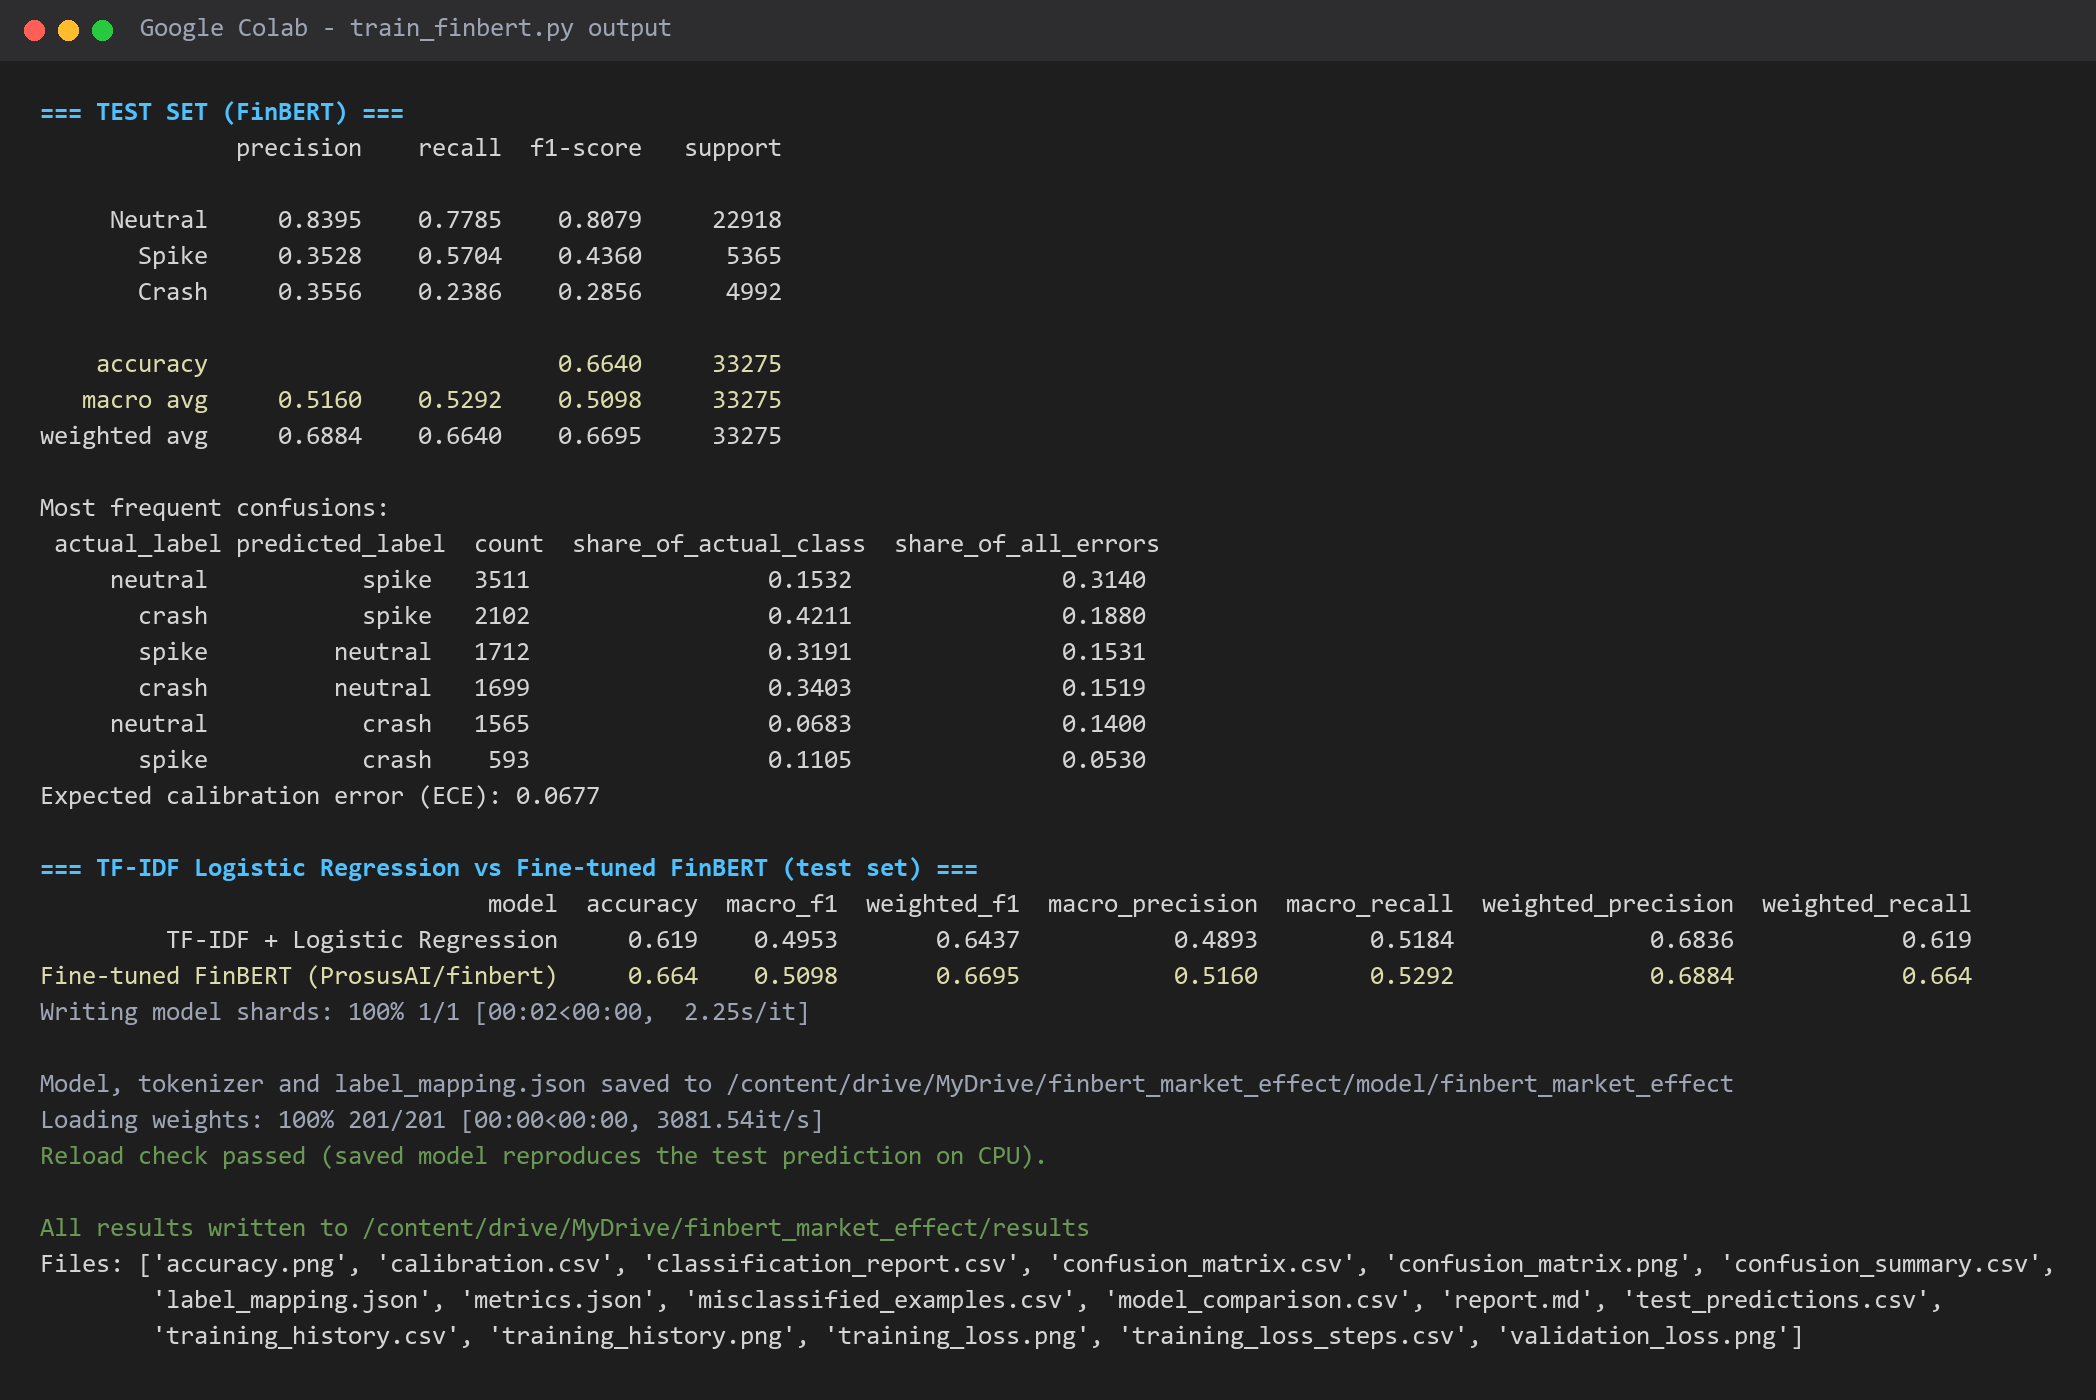 Google Colab - train_finbert.py output
=== TEST SET (FinBERT) ===
              precision    recall  f1-score   support
     Neutral     0.8395    0.7785    0.8079     22918
       Spike     0.3528    0.5704    0.4360      5365
       Crash     0.3556    0.2386    0.2856      4992
    accuracy                         0.6640     33275
   macro avg     0.5160    0.5292    0.5098     33275
weighted avg     0.6884    0.6640    0.6695     33275
Most frequent confusions:
 actual_label predicted_label  count  share_of_actual_class  share_of_all_errors
     neutral           spike   3511                 0.1532               0.3140
       crash           spike   2102                 0.4211               0.1880
       spike         neutral   1712                 0.3191               0.1531
       crash         neutral   1699                 0.3403               0.1519
     neutral           crash   1565                 0.0683               0.1400
       spike           crash    593                 0.1105               0.0530
Expected calibration error (ECE): 0.0677
=== TF-IDF Logistic Regression vs Fine-tuned FinBERT (test set) ===
                                model  accuracy  macro_f1  weighted_f1  macro_precision  macro_recall  weighted_precision  weighted_recall
         TF-IDF + Logistic Regression     0.619    0.4953       0.6437           0.4893        0.5184              0.6836            0.619
Fine-tuned FinBERT (ProsusAI/finbert)     0.664    0.5098       0.6695           0.5160        0.5292              0.6884            0.664
Writing model shards: 100% 1/1 [00:02<00:00,  2.25s/it]
Model, tokenizer and label_mapping.json saved to /content/drive/MyDrive/finbert_market_effect/model/finbert_market_effect
Loading weights: 100% 201/201 [00:00<00:00, 3081.54it/s]
Reload check passed (saved model reproduces the test prediction on CPU).
All results written to /content/drive/MyDrive/finbert_market_effect/results
Files: ['accuracy.png', 'calibration.csv', 'classification_report.csv', 'confusion_matrix.csv', 'confusion_matrix.png', 'confusion_summary.csv',
        'label_mapping.json', 'metrics.json', 'misclassified_examples.csv', 'model_comparison.csv', 'report.md', 'test_predictions.csv',
        'training_history.csv', 'training_history.png', 'training_loss.png', 'training_loss_steps.csv', 'validation_loss.png']